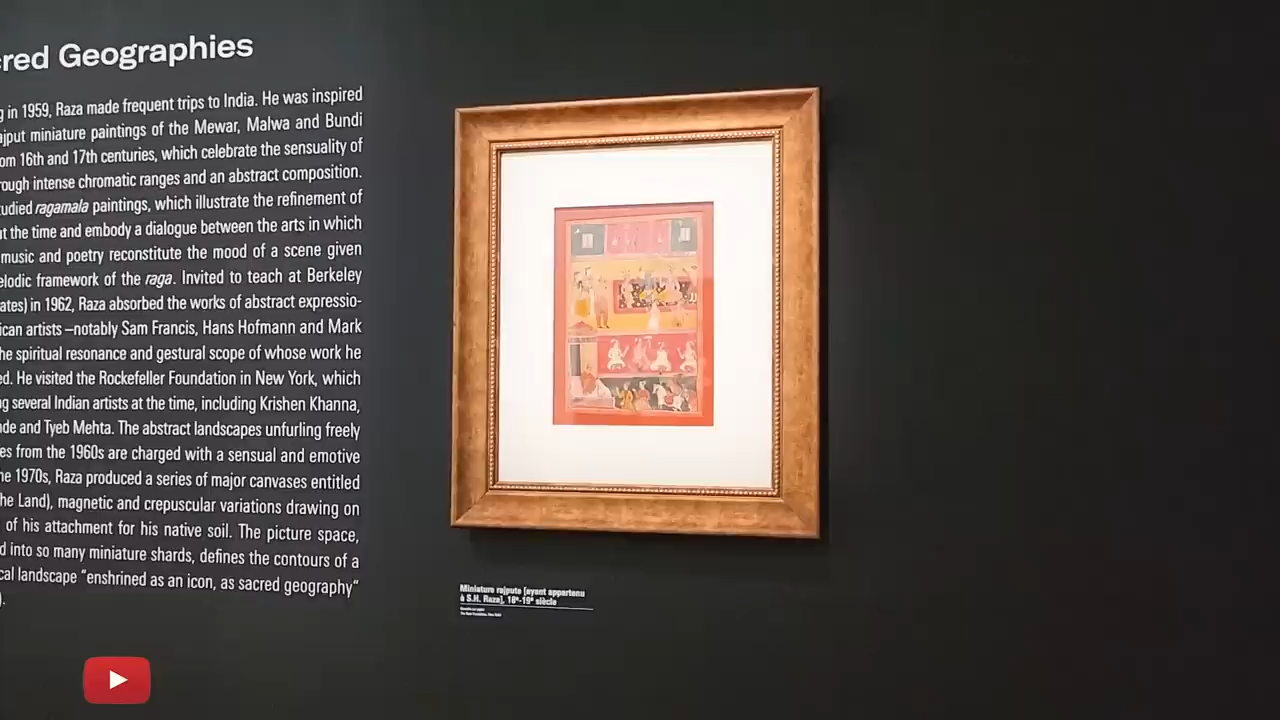 red Geographies
in 1959, Raza made frequent trips to India. He was inspired
jput miniature paintings of the Mewar, Malwa and Bundi
om 16th and 17th centuries, which celebrate the sensuality of
rough intense chromatic ranges and an abstract composition.
tudied ragamala paintings, which illustrate the refinement of
at the time and embody a dialogue between the arts in which
music and poetry reconstitute the mood of a scene given
elodic framework of the raga. Invited to teach at Berkeley
ates) in 1962, Raza absorbed the works of abstract expressio-
ican artists –notably Sam Francis, Hans Hofmann and Mark
he spiritual resonance and gestural scope of whose work he
ed. He visited the Rockefeller Foundation in New York, which
ng several Indian artists at the time, including Krishen Khanna,
de and Tyeb Mehta. The abstract landscapes unfurling freely
es from the 1960s are charged with a sensual and emotive
he 1970s, Raza produced a series of major canvases entitled
he Land), magnetic and crepuscular variations drawing on
of his attachment for his native soil. The picture space,
d into so many miniature shards, defines the contours of a
cal landscape “enshrined as an icon, as sacred geography”
).
Miniature rajpute [ayant appartenu
à S.H. Raza], 18e-19e siècle